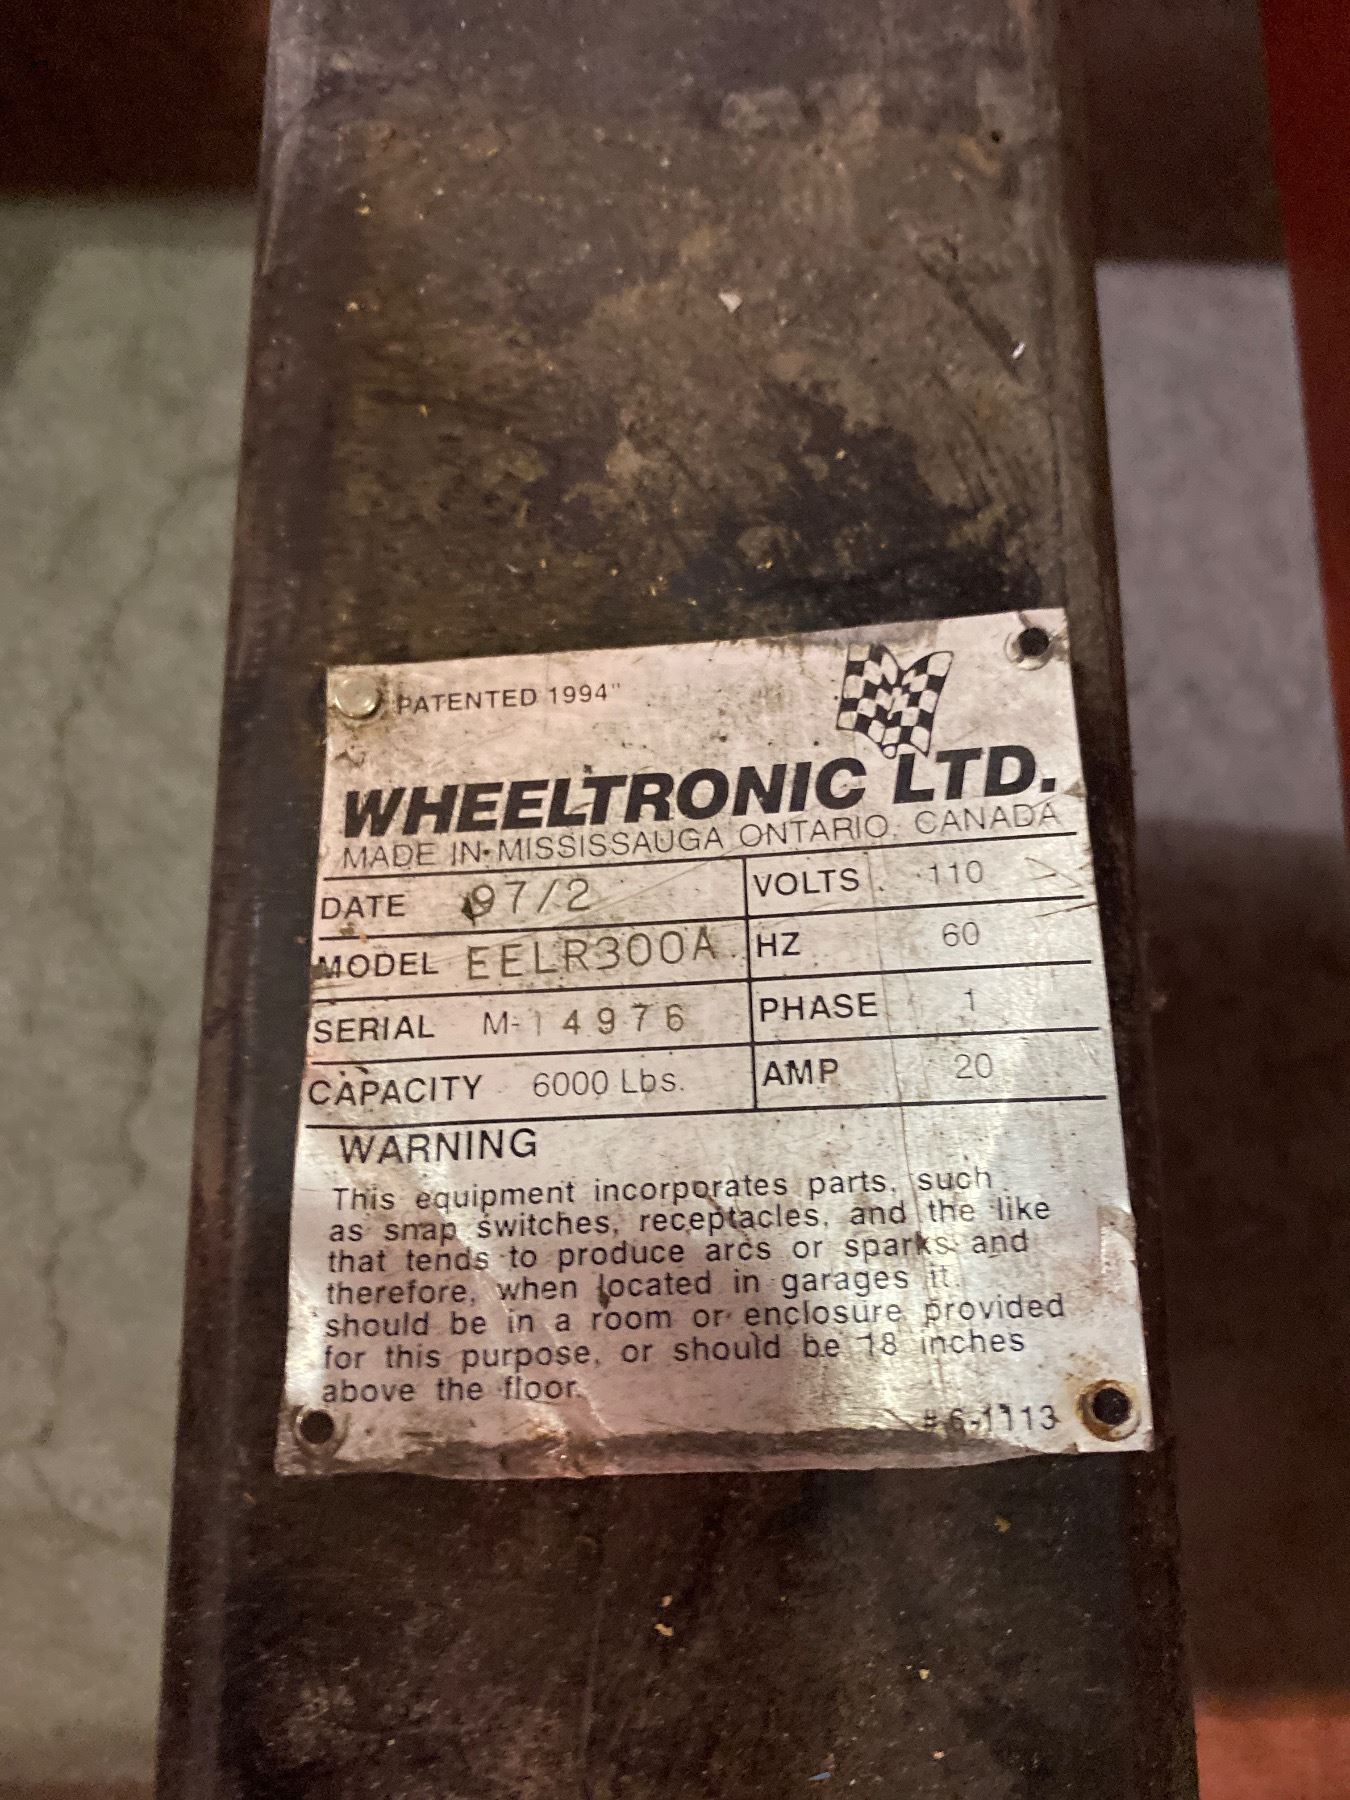 PATENTED 1994"
WHEELTRONIC LTD.
MADE IN MISSISSAUGA ONTARIO, CANADA
DATE 97/2 VOLTS 110
MODEL EELR300A HZ 60
SERIAL M-14976 PHASE 1
CAPACITY 6000 Lbs. AMP 20
WARNING
This equipment incorporates parts, such
as snap switches, receptacles, and the like
that tends to produce arcs or sparks and
therefore, when located in garages it
should be in a room or enclosure provided
for this purpose, or should be 18 inches
above the floor.
#6-1113